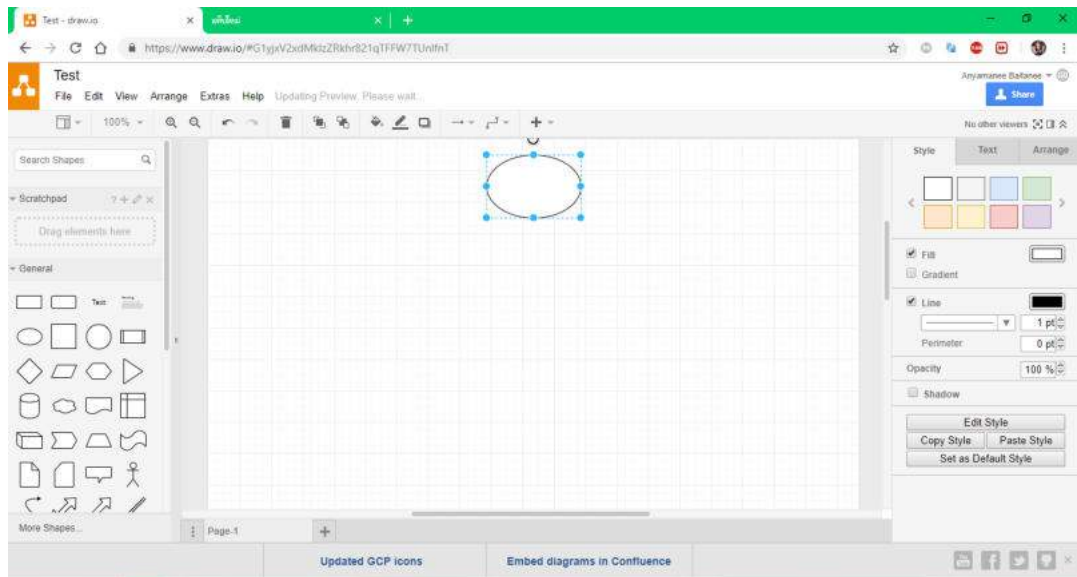 Test - draw.io
แท็บใหม่
https://www.draw.io/#G1yjxV2xdMklzZRkhr821qTFFW7TUnIfnT
Test
Anyamanee Baitanee
File Edit View Arrange Extras Help Updating Preview. Please wait...
Share
100%
No other viewers
Search Shapes
Style Text Arrange
Scratchpad
Drag elements here
Fill
General
Gradient
Text
Line
1 pt
Perimeter 0 pt
Opacity 100 %
Shadow
Edit Style
Copy Style Paste Style
Set as Default Style
More Shapes...
Page-1
Updated GCP icons Embed diagrams in Confluence